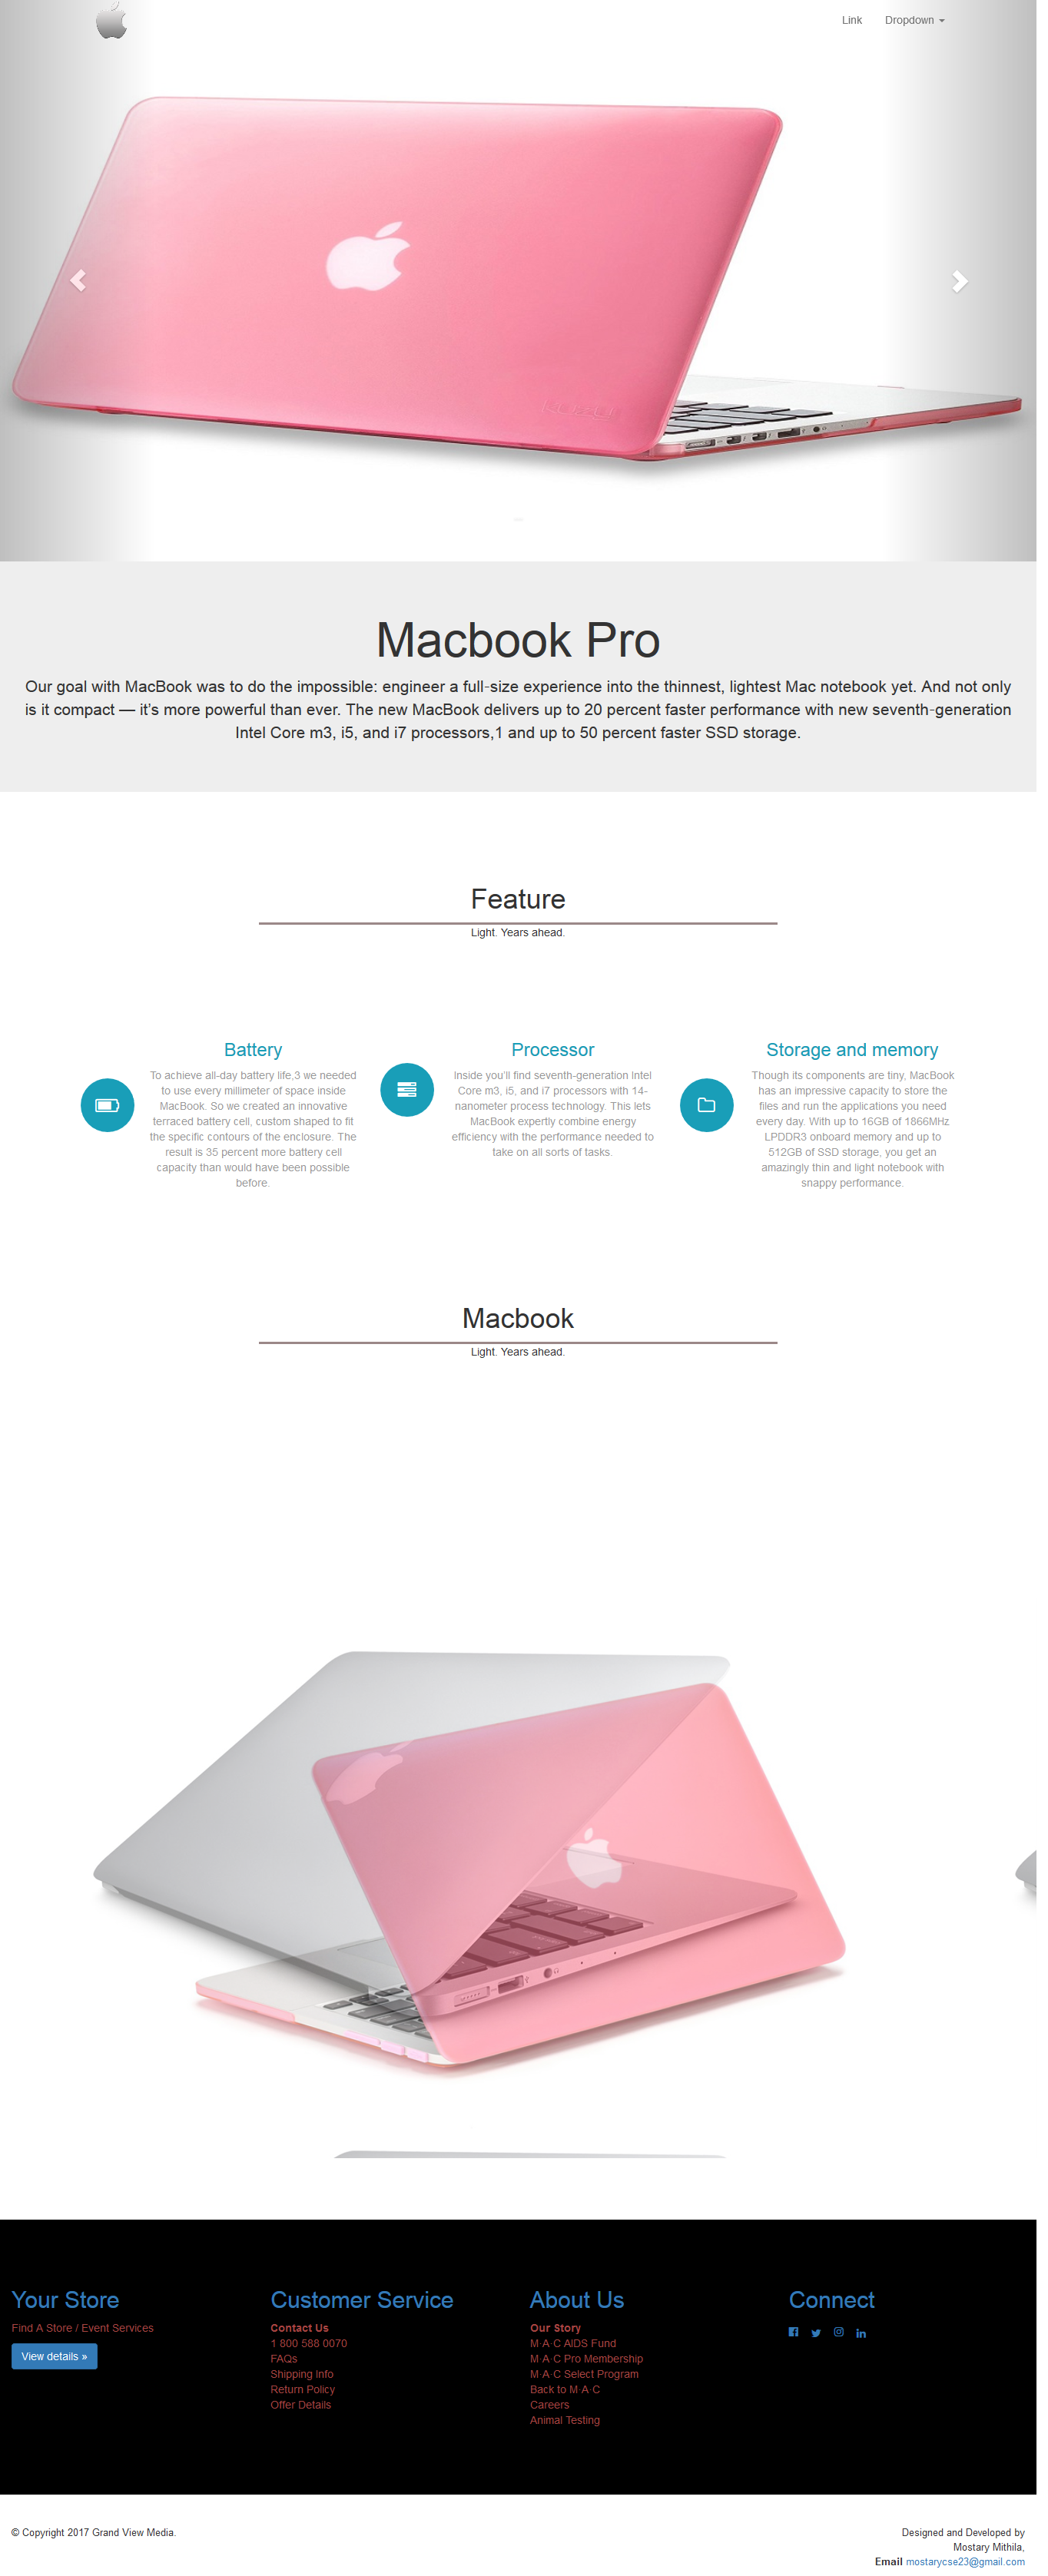 Link Dropdown
Macbook Pro
Our goal with MacBook was to do the impossible: engineer a full-size experience into the thinnest, lightest Mac notebook yet. And not only
is it compact — it’s more powerful than ever. The new MacBook delivers up to 20 percent faster performance with new seventh-generation
Intel Core m3, i5, and i7 processors,1 and up to 50 percent faster SSD storage.
Feature
Light. Years ahead.
Battery
To achieve all-day battery life,3 we needed
to use every millimeter of space inside
MacBook. So we created an innovative
terraced battery cell, custom shaped to fit
the specific contours of the enclosure. The
result is 35 percent more battery cell
capacity than would have been possible
before.
Processor
Inside you’ll find seventh-generation Intel
Core m3, i5, and i7 processors with 14-
nanometer process technology. This lets
MacBook expertly combine energy
efficiency with the performance needed to
take on all sorts of tasks.
Storage and memory
Though its components are tiny, MacBook
has an impressive capacity to store the
files and run the applications you need
every day. With up to 16GB of 1866MHz
LPDDR3 onboard memory and up to
512GB of SSD storage, you get an
amazingly thin and light notebook with
snappy performance.
Macbook
Light. Years ahead.
Your Store
Find A Store / Event Services
View details »
Customer Service
Contact Us
1 800 588 0070
FAQs
Shipping Info
Return Policy
Offer Details
About Us
Our Story
M·A·C AIDS Fund
M·A·C Pro Membership
M·A·C Select Program
Back to M·A·C
Careers
Animal Testing
Connect
© Copyright 2017 Grand View Media.
Designed and Developed by
Mostary Mithila,
Email mostarycse23@gmail.com